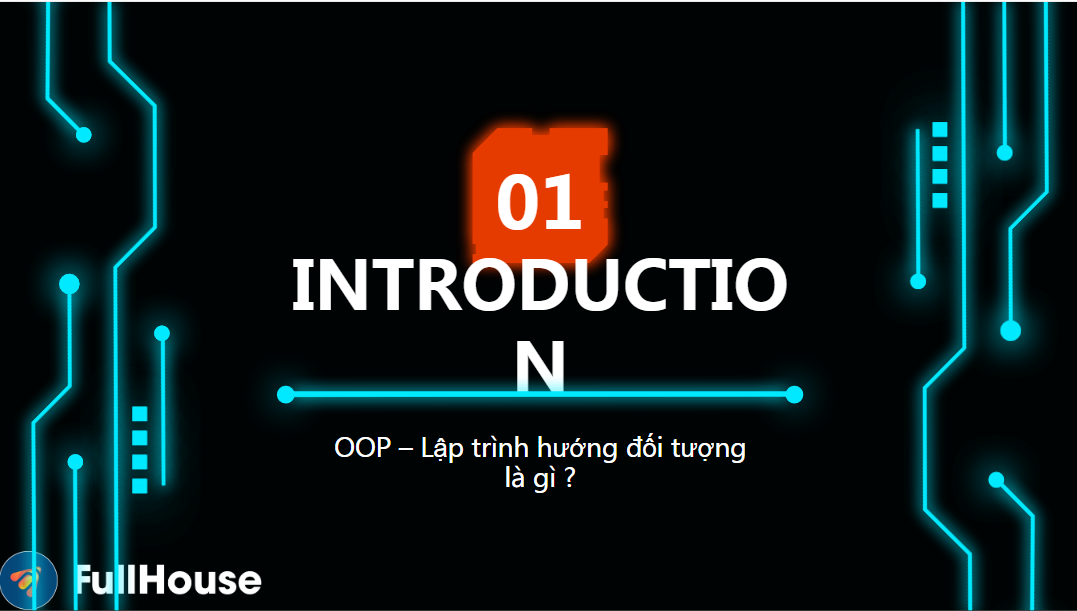 01
INTRODUCTIO
N
OOP – Lập trình hướng đối tượng
là gì ?
FullHouse